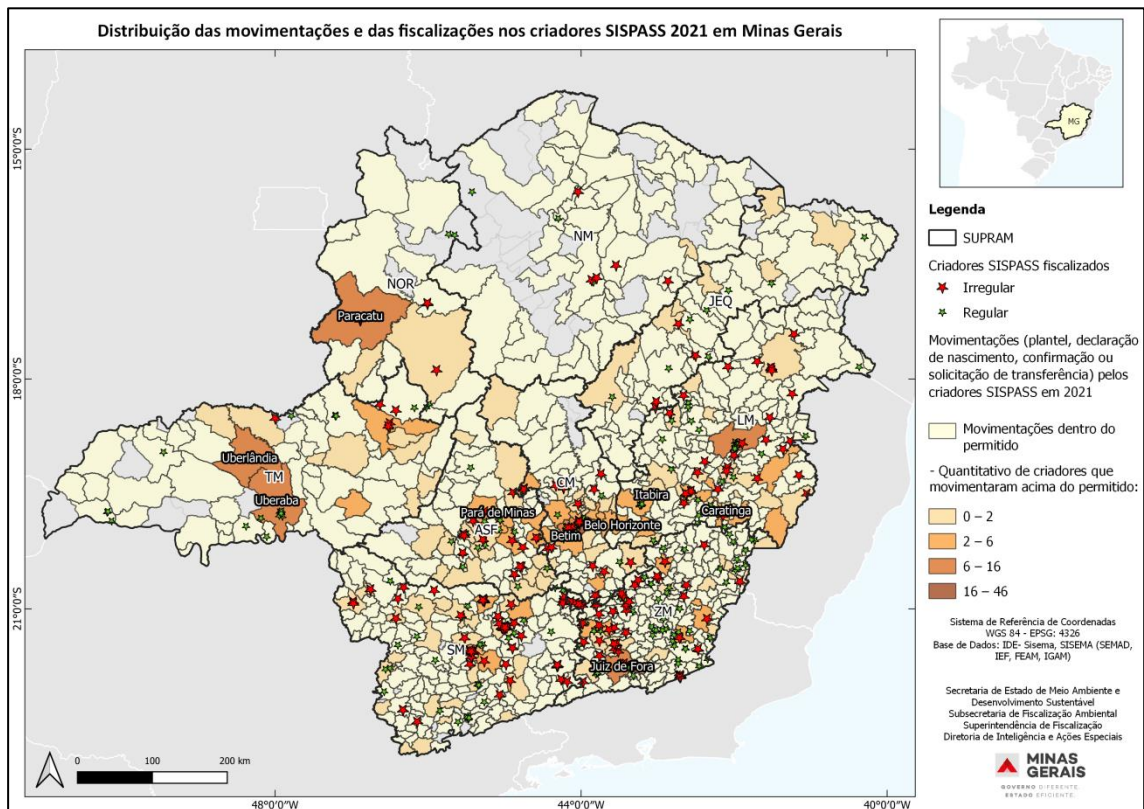 Distribuição das movimentações e das fiscalizações nos criadores SISPASS 2021 em Minas Gerais
MG
15°0'0"S
18°0'0"S
21°0'0"S
NM
NOR
JEQ
Paracatu
LM
Uberlândia
TM
Uberaba
CM
Itabira
Pará de Minas
Caratinga
Belo Horizonte
ASF
Betim
ZM
SM
Juiz de Fora
0
100
200 km
48°0'0"W
44°0'0"W
40°0'0"W
Legenda
SUPRAM
Criadores SISPASS fiscalizados
Irregular
Regular
Movimentações (plantel, declaração
de nascimento, confirmação ou
solicitação de transferência) pelos
criadores SISPASS em 2021
Movimentações dentro do
permitido
- Quantitativo de criadores que
movimentaram acima do permitido:
0 – 2
2 – 6
6 – 16
16 – 46
Sistema de Referência de Coordenadas
WGS 84 - EPSG: 4326
Base de Dados: IDE- Sisema, SISEMA (SEMAD,
IEF, FEAM, IGAM)
Secretaria de Estado de Meio Ambiente e
Desenvolvimento Sustentável
Subsecretaria de Fiscalização Ambiental
Superintendência de Fiscalização
Diretoria de Inteligência e Ações Especiais
MINAS
GERAIS
GOVERNO DIFERENTE.
ESTADO EFICIENTE.